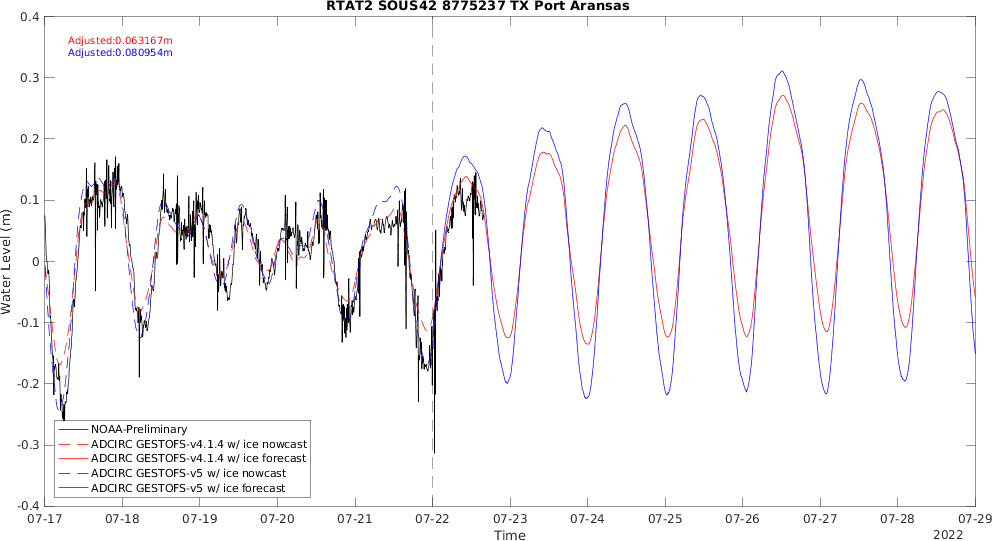 RTAT2 SOUS42 8775237 TX Port Aransas
Adjusted:0.063167m
Adjusted:0.080954m
0.4
0.3
0.2
0.1
0
-0.1
-0.2
-0.3
-0.4
Water Level (m)
NOAA-Preliminary
ADCIRC GESTOFS-v4.1.4 w/ ice nowcast
ADCIRC GESTOFS-v4.1.4 w/ ice forecast
ADCIRC GESTOFS-v5 w/ ice nowcast
ADCIRC GESTOFS-v5 w/ ice forecast
07-17 07-18 07-19 07-20 07-21 07-22 07-23 07-24 07-25 07-26 07-27 07-28 07-29
Time
2022